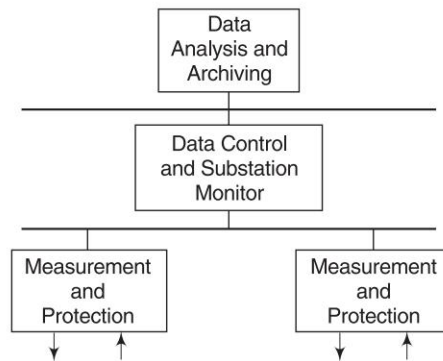 Data
Analysis and
Archiving
Data Control
and Substation
Monitor
Measurement
and
Protection
Measurement
and
Protection